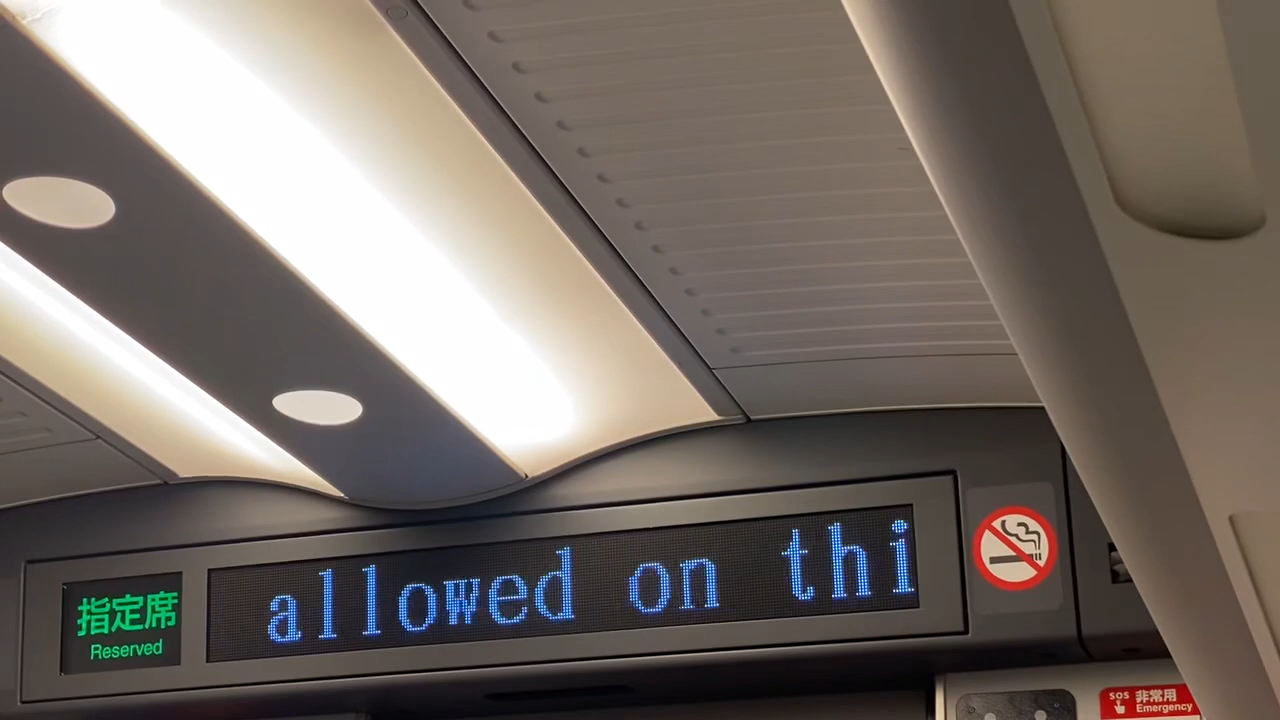 指定席
Reserved
allowed on thi
SOS 非常用
Emergency